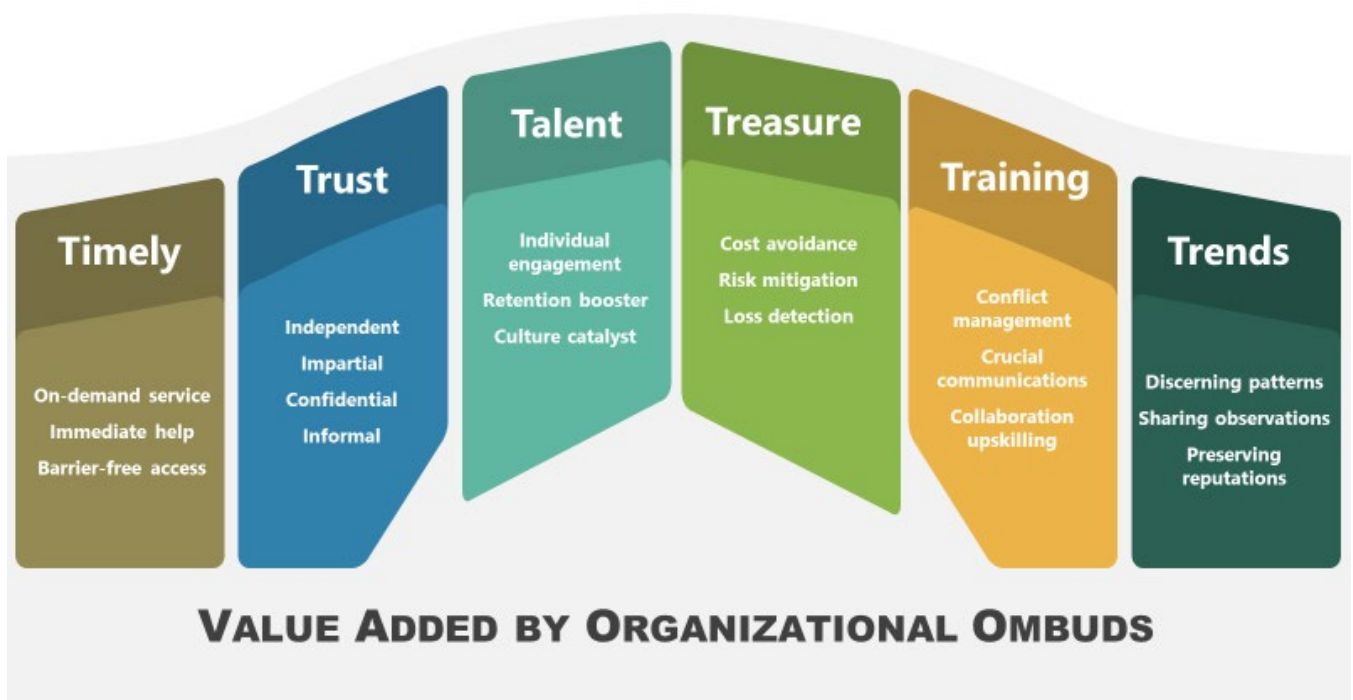 Timely
On-demand service
Immediate help
Barrier-free access
Trust
Independent
Impartial
Confidential
Informal
Talent
Individual
engagement
Retention booster
Culture catalyst
Treasure
Cost avoidance
Risk mitigation
Loss detection
Training
Conflict
management
Crucial
communications
Collaboration
upskilling
Trends
Discerning patterns
Sharing observations
Preserving
reputations
VALUE ADDED BY ORGANIZATIONAL OMBUDS